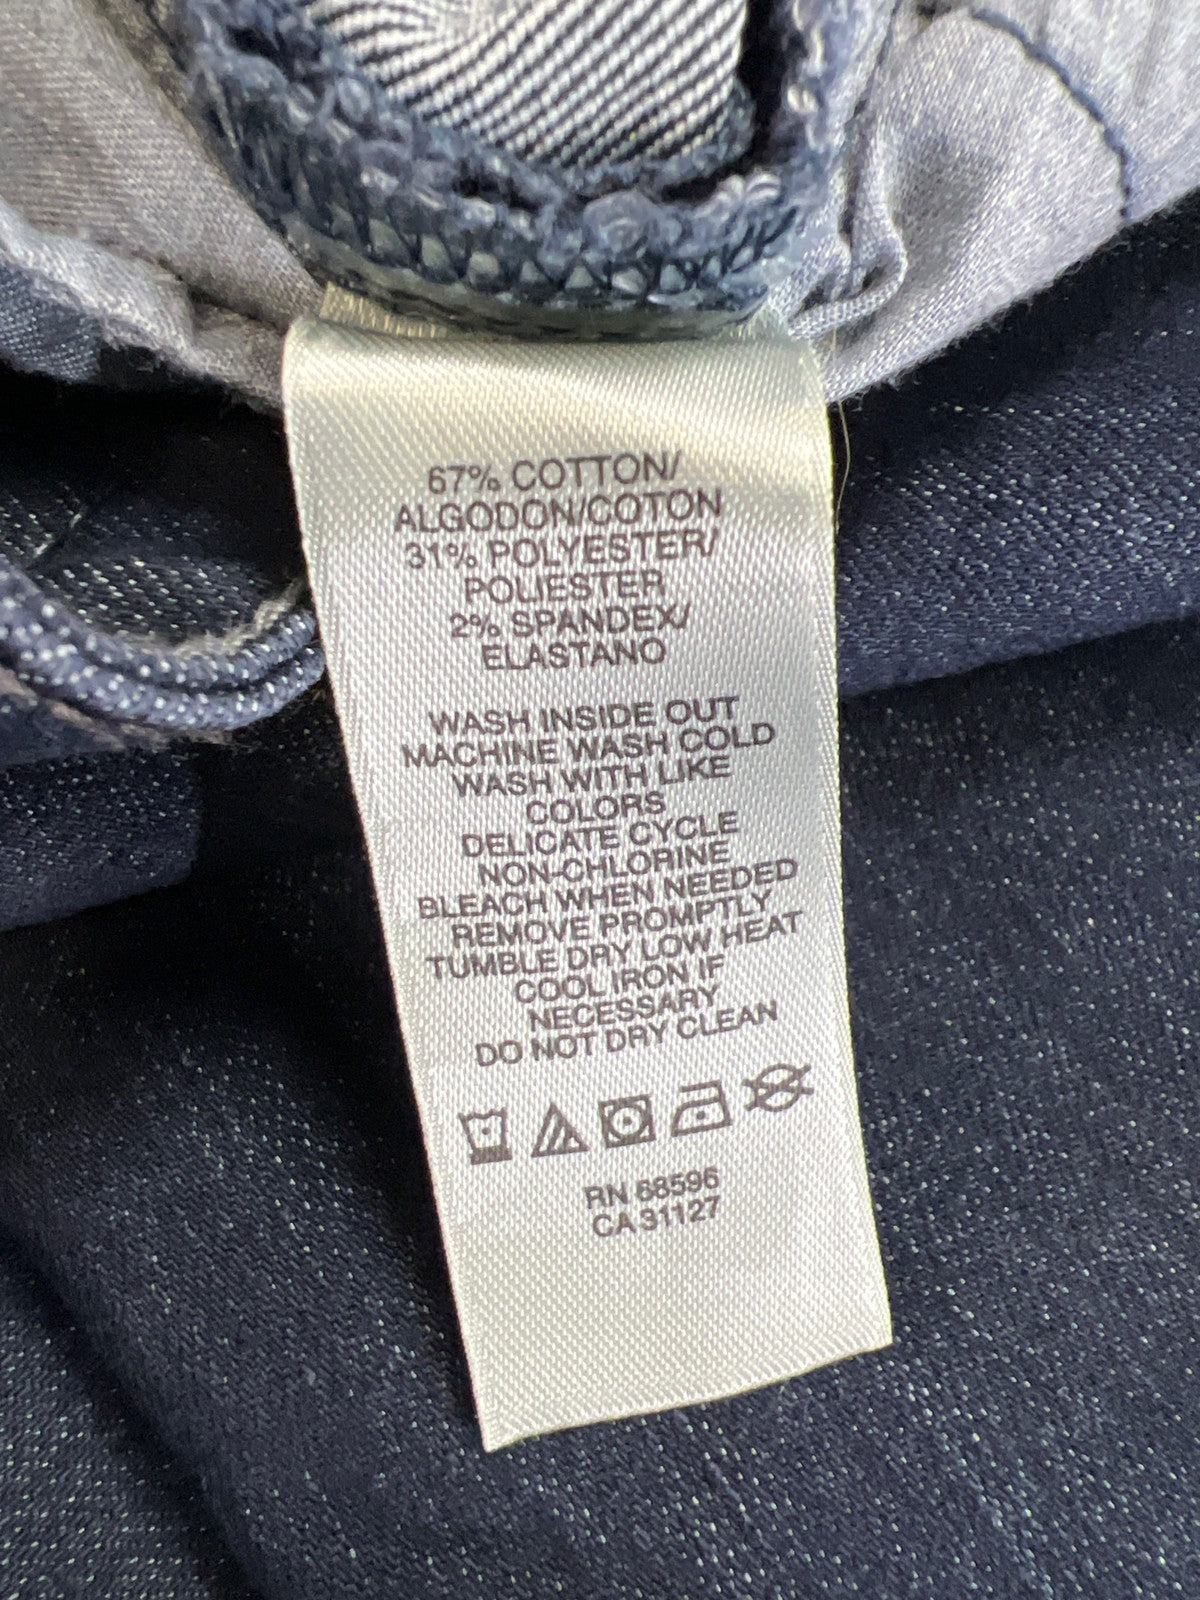 67% COTTON/
ALGODON/COTON
31% POLYESTER/
POLIESTER
2% SPANDEX/
ELASTANO
WASH INSIDE OUT
MACHINE WASH COLD
WASH WITH LIKE
COLORS
DELICATE CYCLE
NON-CHLORINE
BLEACH WHEN NEEDED
REMOVE PROMPTLY
TUMBLE DRY LOW HEAT
COOL IRON IF
NECESSARY
DO NOT DRY CLEAN
RN 68596
CA 31127